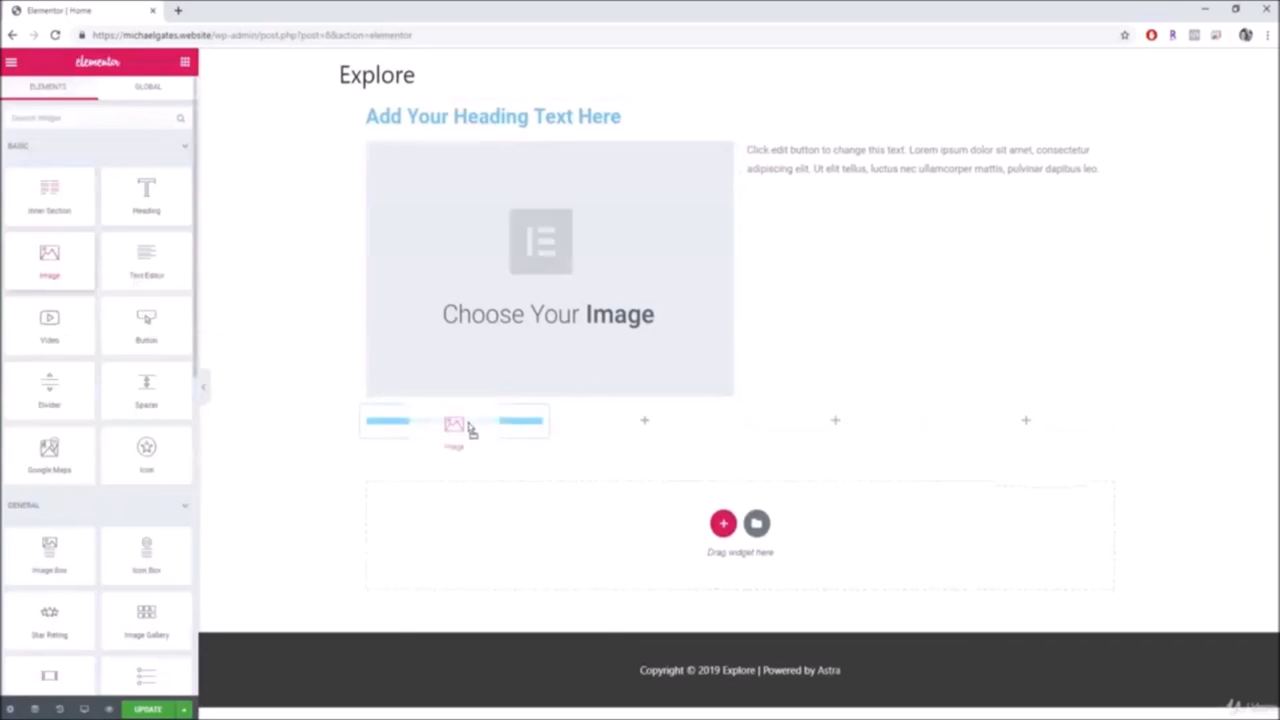 Elementor | Home
https://michaelgates.website/wp-admin/post.php?post=6&action=elementor
elementor
ELEMENTS
GLOBAL
Search Widget
BASIC
Inner Section
Heading
Image
Text Editor
Video
Button
Divider
Spacer
Google Maps
Icon
GENERAL
Image Box
Icon Box
Star Rating
Image Gallery
UPDATE
Explore
Add Your Heading Text Here
Click edit button to change this text. Lorem ipsum dolor sit amet, consectetur
adipiscing elit. Ut elit tellus, luctus nec ullamcorper mattis, pulvinar dapibus leo.
Choose Your Image
Image
Drag widget here
Copyright © 2019 Explore | Powered by Astra